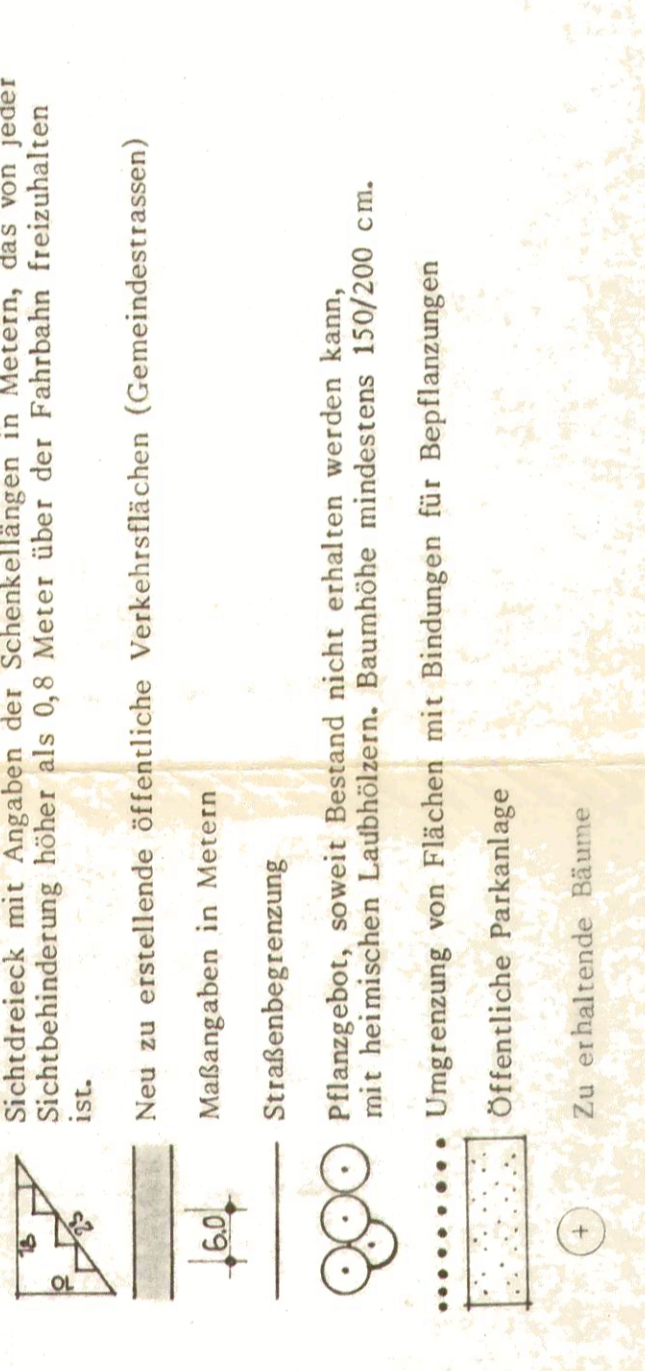 Sichtdreieck mit Angaben der Schenkellängen in Metern, das von jeder
Sichtbehinderung höher als 0,8 Meter über der Fahrbahn freizuhalten
ist.
Neu zu erstellende öffentliche Verkehrsflächen (Gemeindestrassen)
6.0
Maßangaben in Metern
Straßenbegrenzung
Pflanzgebot, soweit Bestand nicht erhalten werden kann,
mit heimischen Laubhölzern. Baumhöhe mindestens 150/200 cm.
Umgrenzung von Flächen mit Bindungen für Bepflanzungen
Öffentliche Parkanlage
Zu erhaltende Bäume